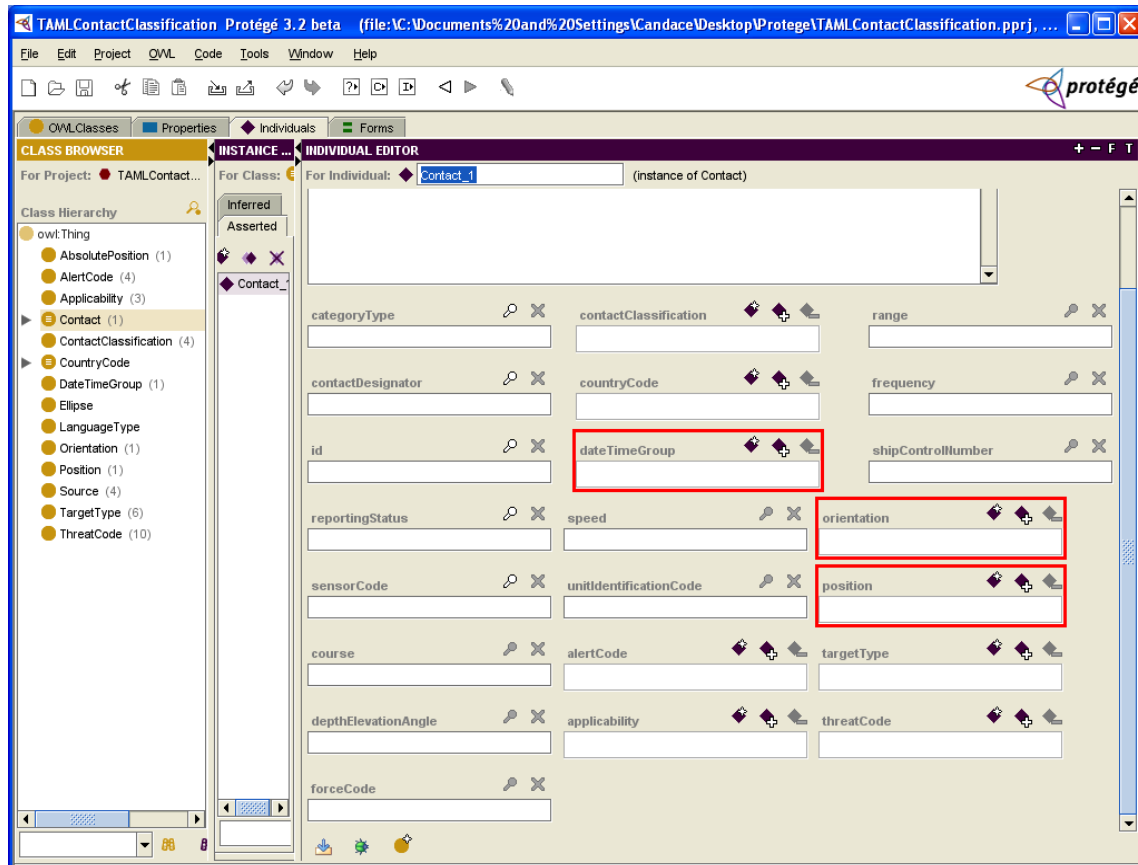 TAMLContactClassification Protégé 3.2 beta (file:\C:\Documents%20and%20Settings\Candace\Desktop\Protege\TAMLContactClassification.pprj, ...
File Edit Project OWL Code Tools Window Help
protégé
OWLClasses Properties Individuals Forms
CLASS BROWSER
For Project: TAMLContact...
Class Hierarchy
owl:Thing
AbsolutePosition (1)
AlertCode (4)
Applicability (3)
Contact (1)
ContactClassification (4)
CountryCode
DateTimeGroup (1)
Ellipse
LanguageType
Orientation (1)
Position (1)
Source (4)
TargetType (6)
ThreatCode (10)
INSTANCE ...
For Class:
Inferred
Asserted
Contact_1
INDIVIDUAL EDITOR + − F T
For Individual: Contact_1 (instance of Contact)
categoryType contactClassification range
contactDesignator countryCode frequency
id dateTimeGroup shipControlNumber
reportingStatus speed orientation
sensorCode unitIdentificationCode position
course alertCode targetType
depthElevationAngle applicability threatCode
forceCode